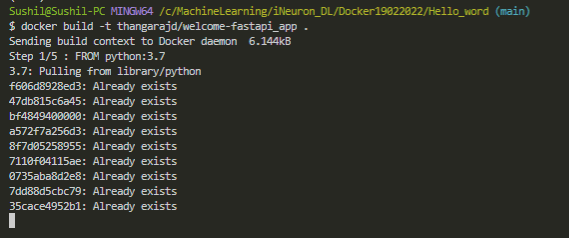 Sushil@Sushil-PC MINGW64 /c/MachineLearning/iNeuron_DL/Docker19022022/Hello_word (main)
$ docker build -t thangarajd/welcome-fastapi_app .
Sending build context to Docker daemon  6.144kB
Step 1/5 : FROM python:3.7
3.7: Pulling from library/python
f606d8928ed3: Already exists
47db815c6a45: Already exists
bf4849400000: Already exists
a572f7a256d3: Already exists
8f7d05258955: Already exists
7110f04115ae: Already exists
0735aba8d2e8: Already exists
7dd88d5cbc79: Already exists
35cace4952b1: Already exists